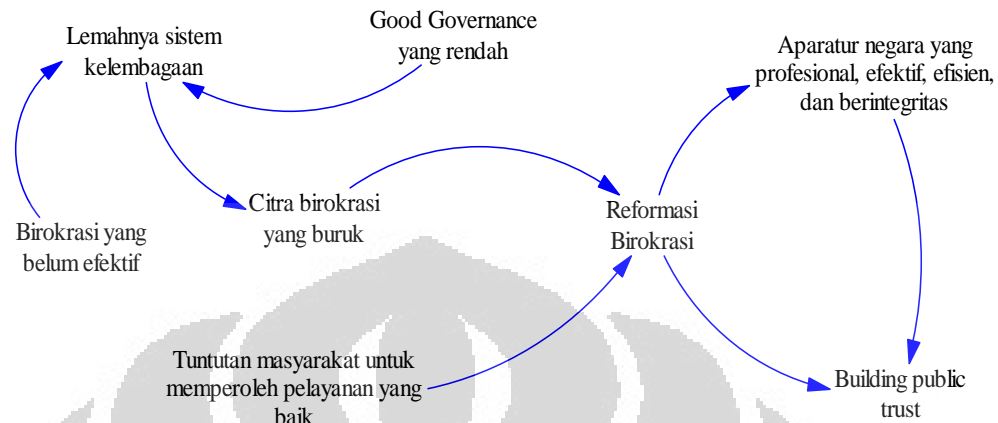 Lemahnya sistem
kelembagaan
Good Governance
yang rendah
Aparatur negara yang
profesional, efektif, efisien,
dan berintegritas
Birokrasi yang
belum efektif
Citra birokrasi
yang buruk
Reformasi
Birokrasi
Tuntutan masyarakat untuk
memperoleh pelayanan yang
baik
Building public
trust